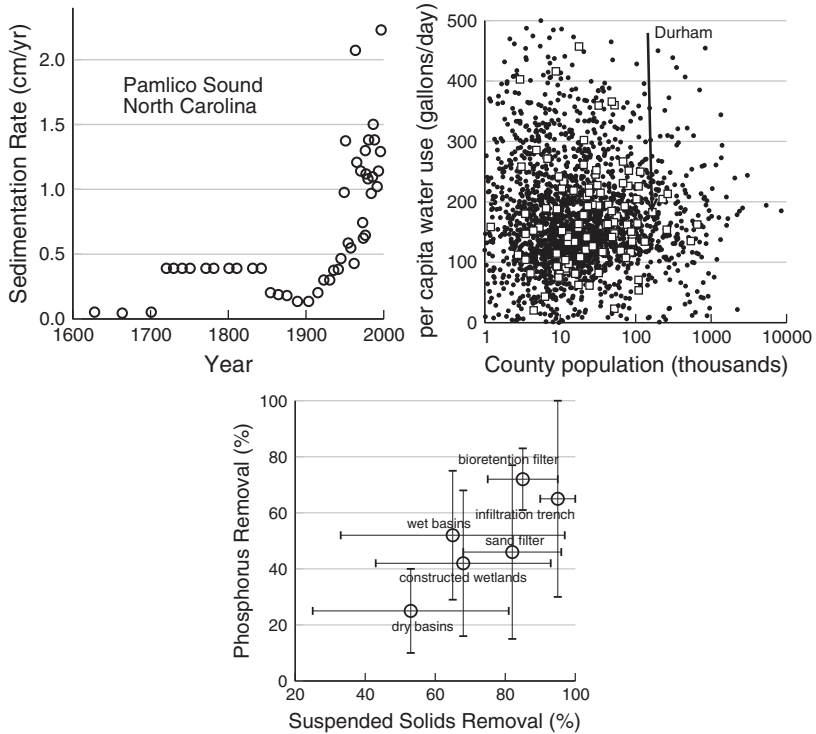 Sedimentation Rate (cm/yr)
2.0
1.5
1.0
0.5
0.0
Pamlico Sound
North Carolina
1600
1700
1800
1900
2000
Year
per capita water use (gallons/day)
500
400
300
200
100
0
Durham
1
10
100
1000
10000
County population (thousands)
Phosphorus Removal (%)
100
80
60
40
20
0
bioretention filter
infiltration trench
wet basins
sand filter
constructed wetlands
dry basins
20
40
60
80
100
Suspended Solids Removal (%)